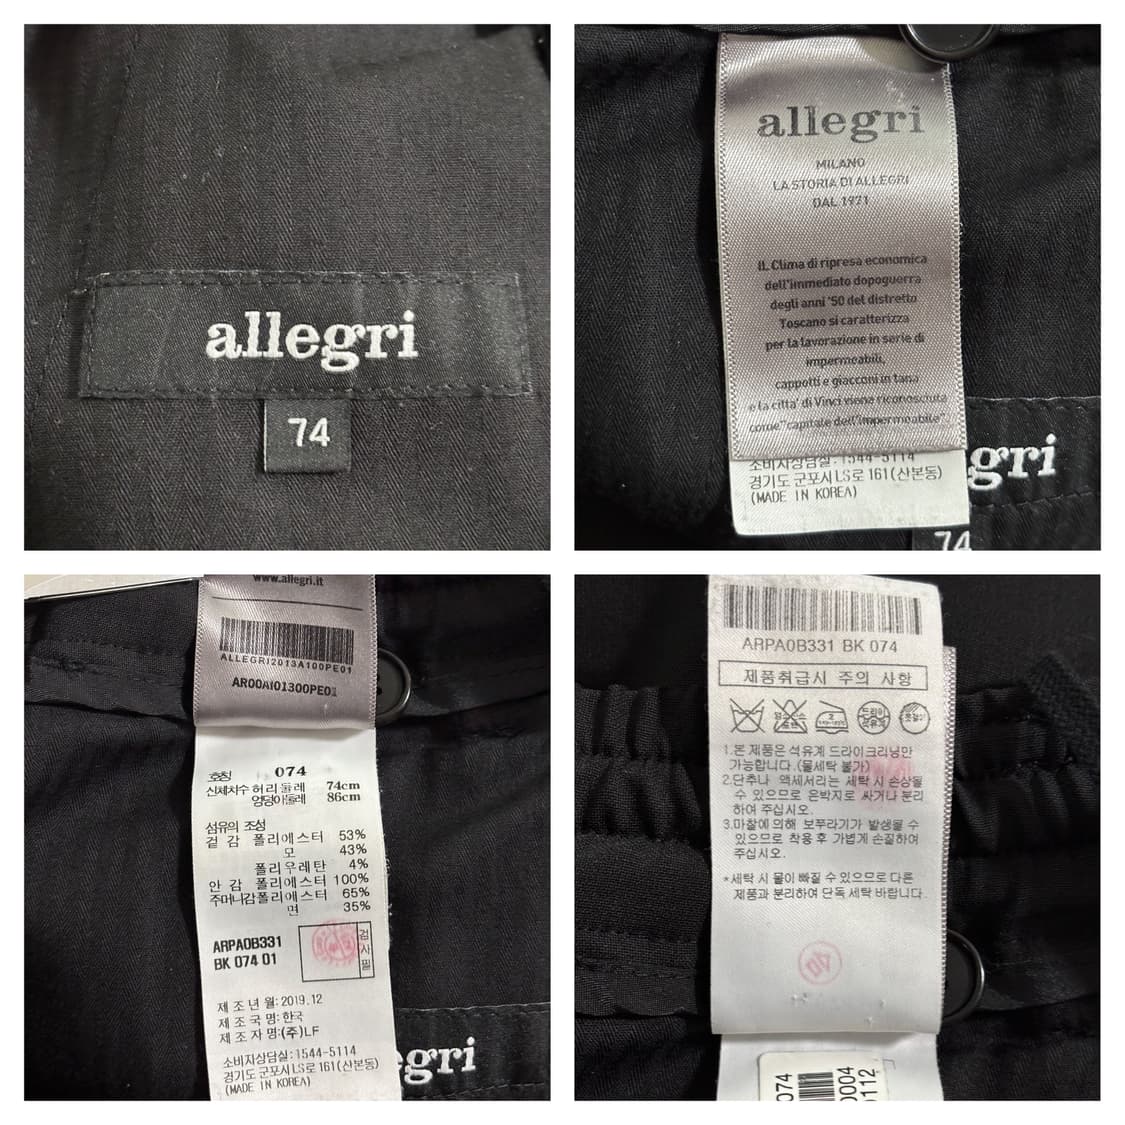 allegri
74
allegri
MILANO
LA STORIA DI ALLEGRI
DAL 1971
IL Clima di ripresa economica
dell'immediato dopoguerra
degli anni '50 del distretto
Toscano si caratterizza
per la lavorazione in serie di
impermeabili,
cappotti e giacconi in tana
e la citta' di Vinci viene riconosciuta
come "capitale dell'impermeabile"
소비자상담실:1544-5114
경기도 군포시 LS로 161(산본동)
(MADE IN KOREA)
gri
74
www.allegri.it
ALLEGRI2013A100PE01
AR00AI01300PE01
호칭 074
신체치수 허리둘레 74cm
엉덩이둘레 86cm
섬유의 조성
겉감 폴리에스터 53%
모 43%
폴리우레탄 4%
안감 폴리에스터 100%
주머니감폴리에스터 65%
면 35%
ARPA0B331
BK 074 01
검사필
제조년월:2019.12
제조국명:한국
제조자명:(주)LF
소비자상담실:1544-5114
경기도 군포시 LS로 161(산본동)
(MADE IN KOREA)
egri
ARPA0B331 BK 074
제품취급시 주의 사항
드라이
1.본 제품은 석유계 드라이크리닝만
가능합니다.(물세탁 불가)
2.단추나 액세서리는 세탁 시 손상될
수 있으므로 은박지로 싸거나 분리
하여 주십시오.
3.마찰에 의해 보푸라기가 발생될 수
있으므로 착용 후 가볍게 손질하여
주십시오.
*세탁 시 물이 빠질 수 있으므로 다른
제품과 분리하여 단독 세탁 바랍니다.
40
074
0004
0112